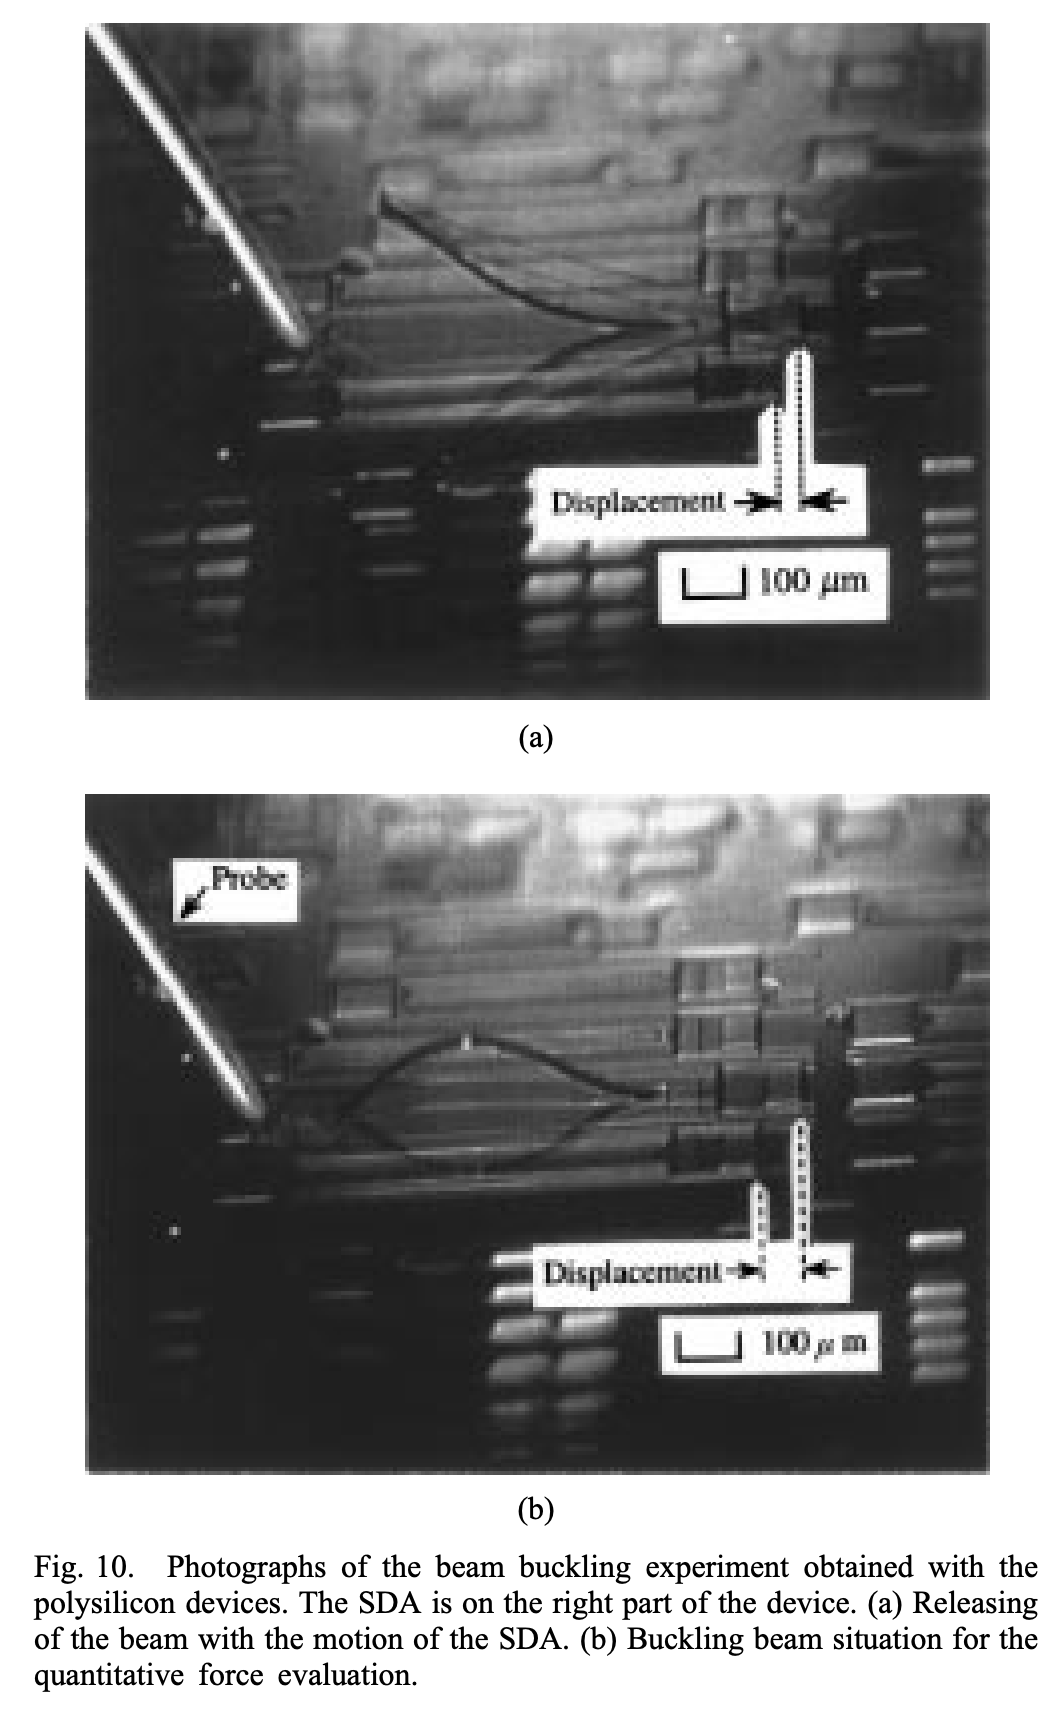 Displacement
100 μm
(a)
Probe
Displacement
100 μ m
(b)
Fig. 10. Photographs of the beam buckling experiment obtained with the
polysilicon devices. The SDA is on the right part of the device. (a) Releasing
of the beam with the motion of the SDA. (b) Buckling beam situation for the
quantitative force evaluation.